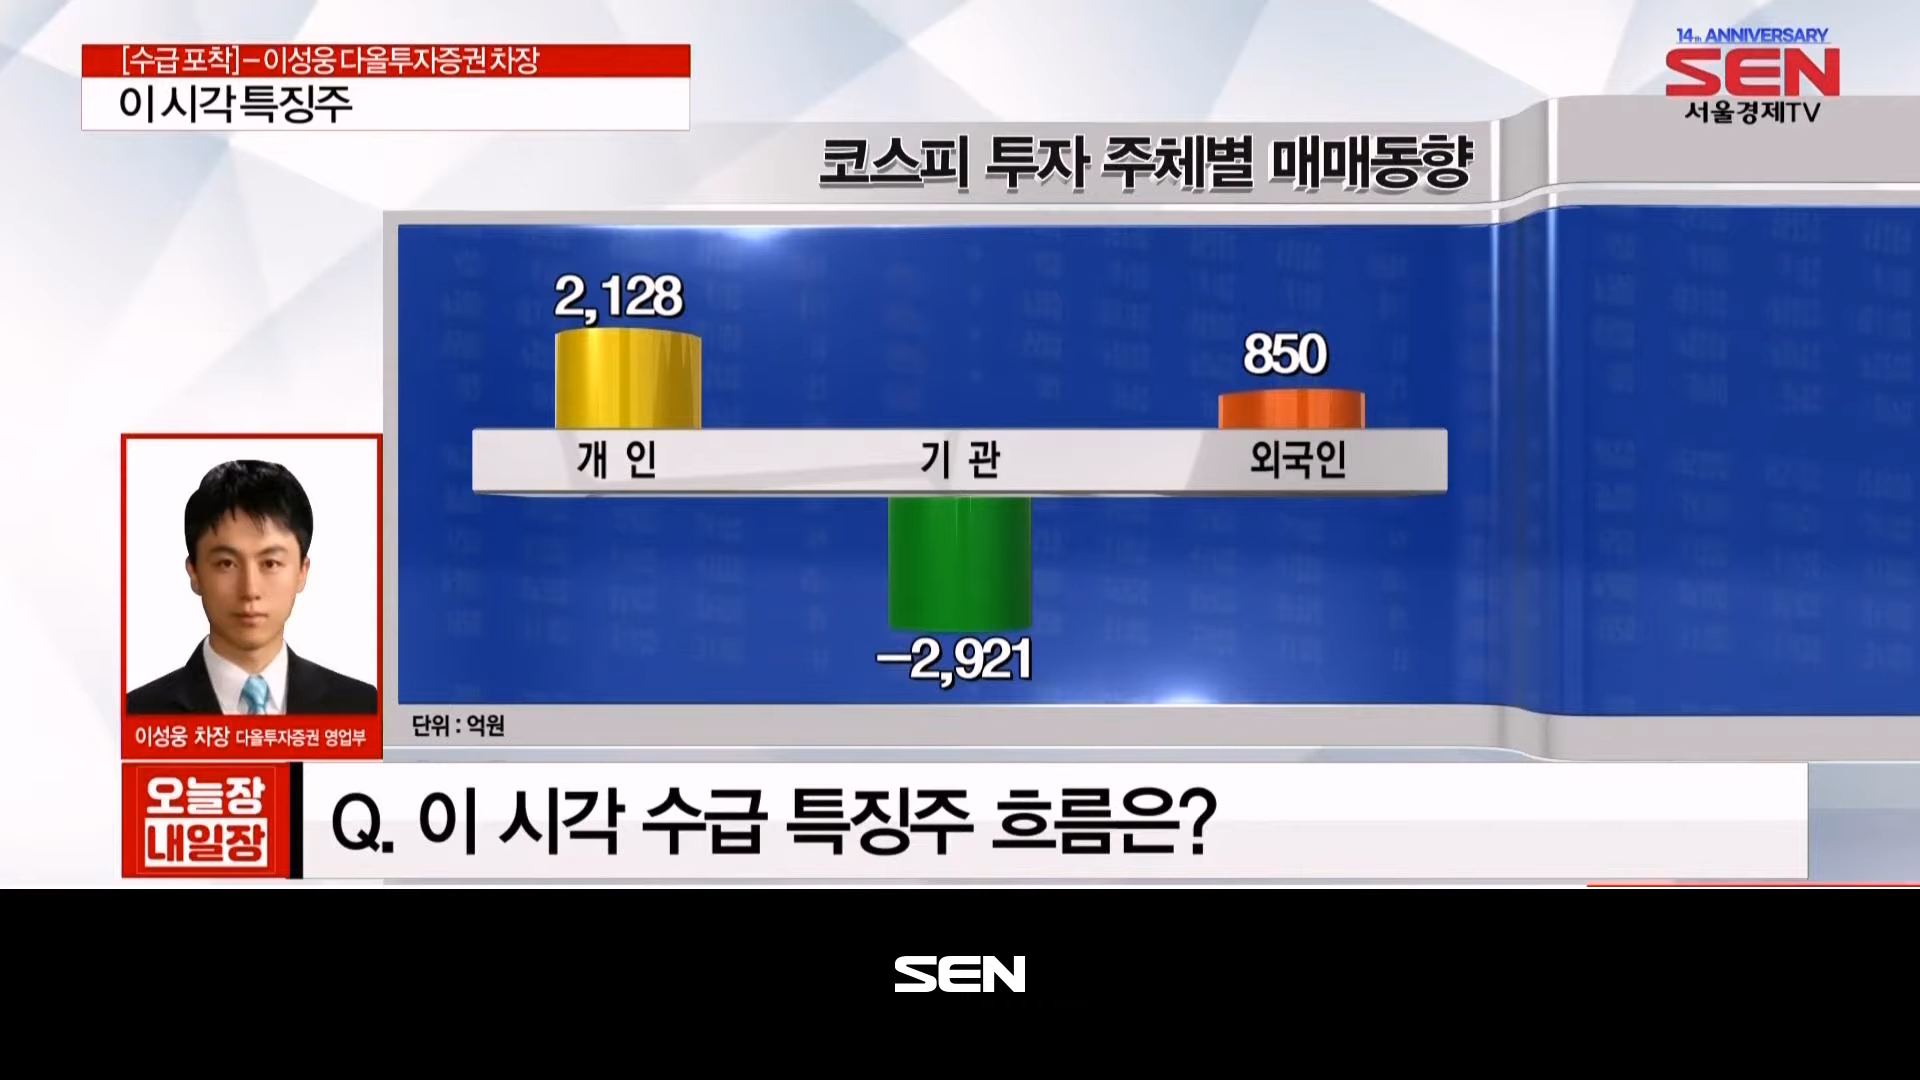 [수급 포착] – 이성웅 다올투자증권 차장
이 시각 특징주
14th ANNIVERSARY
SEN
서울경제TV
코스피 투자 주체별 매매동향
2,128
850
개 인 기 관 외국인
–2,921
단위 : 억원
이성웅 차장 다올투자증권 영업부
오늘장
내일장
Q. 이 시각 수급 특징주 흐름은?
SEN